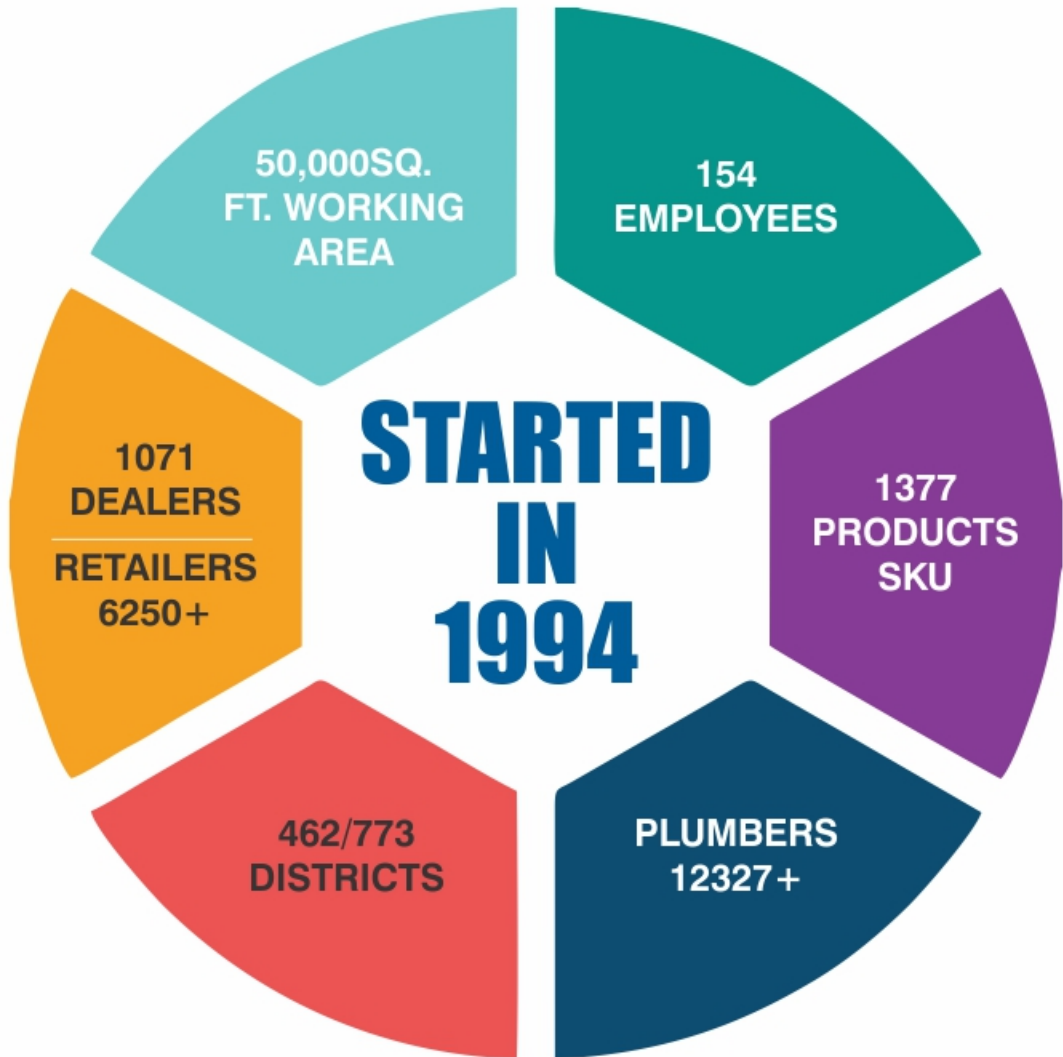 50,000SQ.
FT. WORKING
AREA
154
EMPLOYEES
1071
DEALERS
RETAILERS
6250+
STARTED
IN
1994
1377
PRODUCTS
SKU
462/773
DISTRICTS
PLUMBERS
12327+